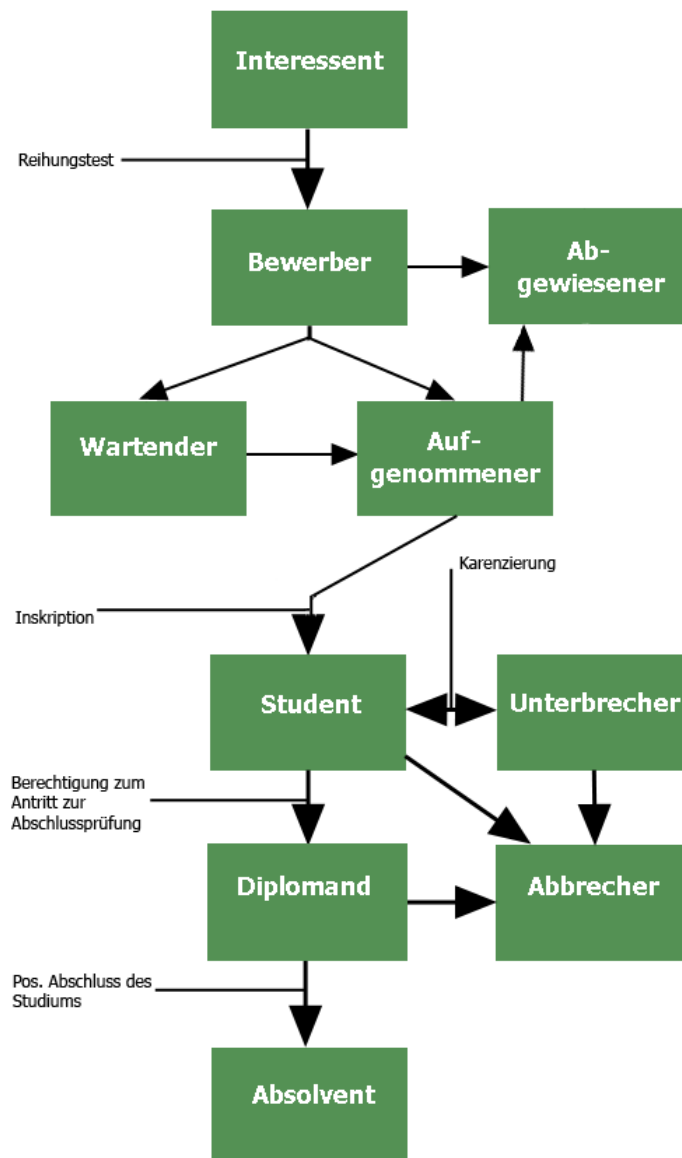 Interessent
Reihungstest
Bewerber
Ab-
gewiesener
Wartender
Auf-
genommener
Karenzierung
Inskription
Student
Unterbrecher
Berechtigung zum
Antritt zur
Abschlussprüfung
Diplomand
Abbrecher
Pos. Abschluss des
Studiums
Absolvent